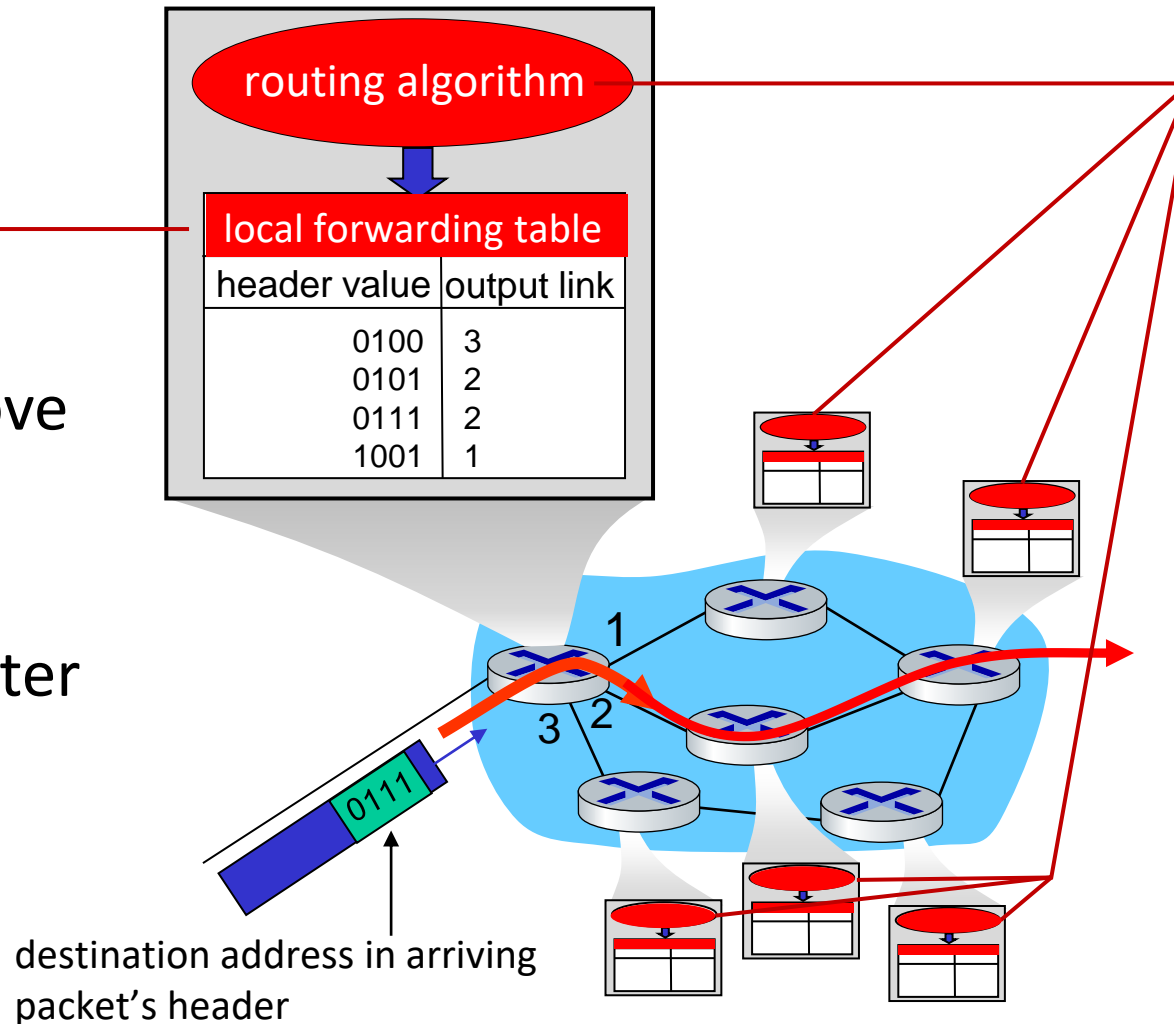 routing algorithm
local forwarding table
header value output link
0100 3
0101 2
0111 2
1001 1
ove
ter
1
2
3
0111
destination address in arriving
packet’s header